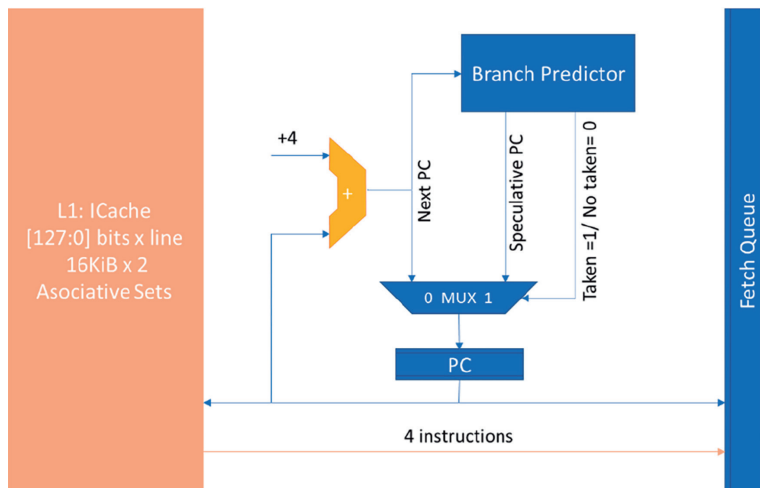 Branch Predictor
+4
+
Next PC
Speculative PC
Taken =1/ No taken= 0
L1: ICache
[127:0] bits x line
16KiB x 2
Asociative Sets
0 MUX 1
PC
4 instructions
Fetch Queue